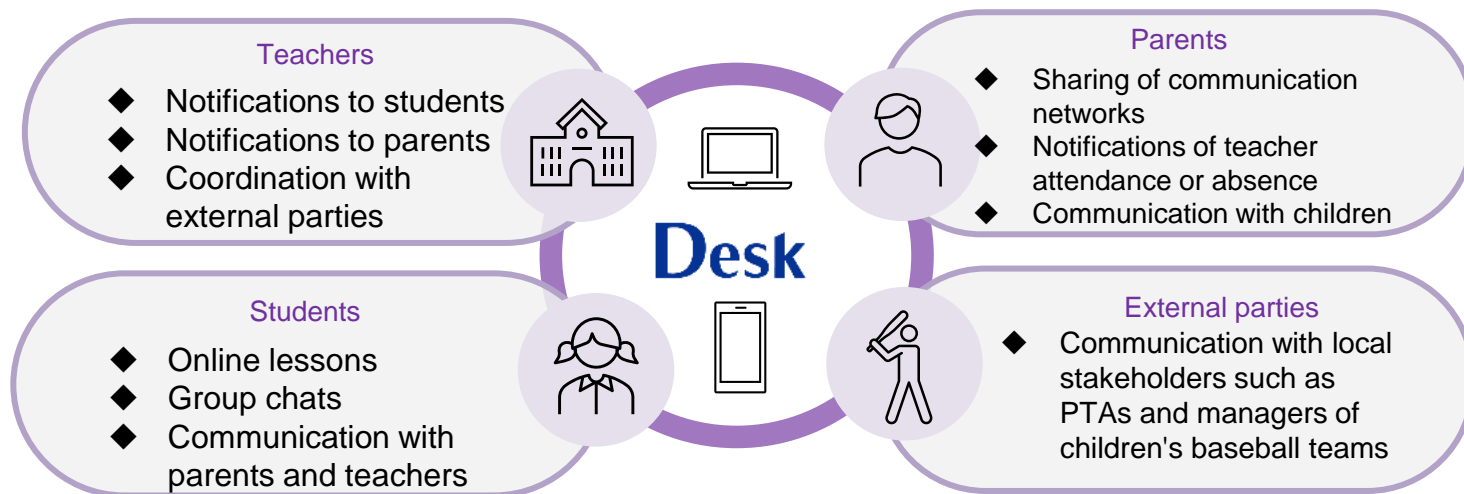 Teachers
◆ Notifications to students
◆ Notifications to parents
◆ Coordination with
external parties
Parents
◆ Sharing of communication
networks
◆ Notifications of teacher
attendance or absence
◆ Communication with children
Desk
Students
◆ Online lessons
◆ Group chats
◆ Communication with
parents and teachers
External parties
◆ Communication with local
stakeholders such as
PTAs and managers of
children's baseball teams